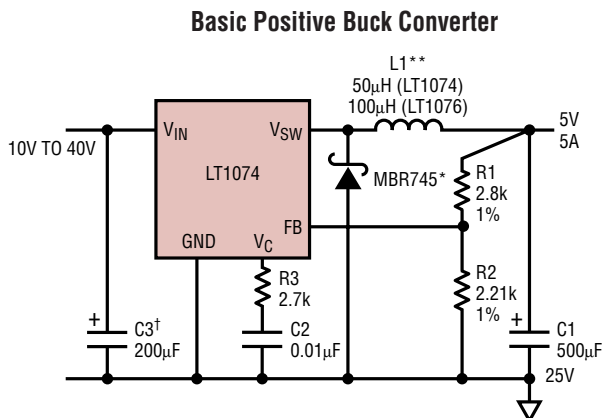 Basic Positive Buck Converter
L1**
50µH (LT1074)
100µH (LT1076)
5V
5A
10V TO 40V
VIN
VSW
LT1074
MBR745*
R1
2.8k
1%
FB
GND
VC
R3
2.7k
R2
2.21k
1%
+
C3†
200µF
C2
0.01µF
+
C1
500µF
25V